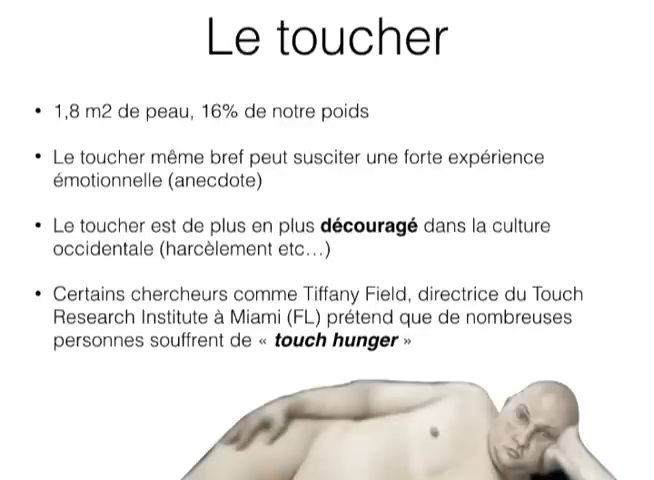 Le toucher
• 1,8 m2 de peau, 16% de notre poids
• Le toucher même bref peut susciter une forte expérience
émotionnelle (anecdote)
• Le toucher est de plus en plus découragé dans la culture
occidentale (harcèlement etc…)
• Certains chercheurs comme Tiffany Field, directrice du Touch
Research Institute à Miami (FL) prétend que de nombreuses
personnes souffrent de « touch hunger »